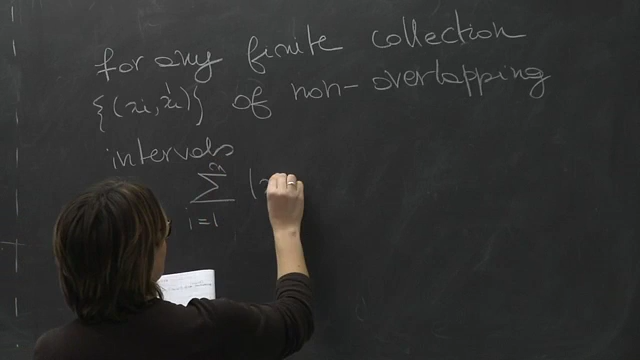 for any finite collection
{(xi, x'i)} of non-overlapping
intervals
n
∑ |x
i=1